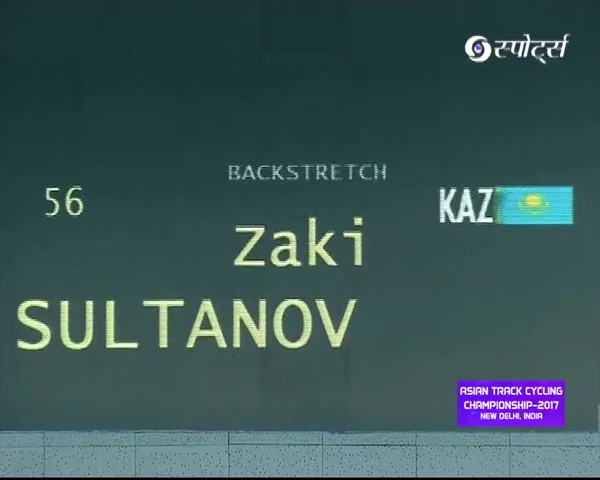 स्पोर्ट्स
BACKSTRETCH
56
KAZ
Zaki
SULTANOV
ASIAN TRACK CYCLING
CHAMPIONSHIP-2017
NEW DELHI, INDIA